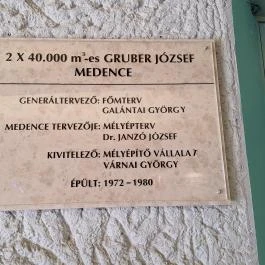 2 X 40.000 m³-es GRUBER JÓZSEF
MEDENCE
GENERÁLTERVEZŐ: FŐMTERV
GALÁNTAI GYÖRGY
MEDENCE TERVEZŐJE: MÉLYÉPTERV
Dr. JANZÓ JÓZSEF
KIVITELEZŐ: MÉLYÉPÍTŐ VÁLLALAT
VÁRNAI GYÖRGY
ÉPÜLT: 1972 – 1980